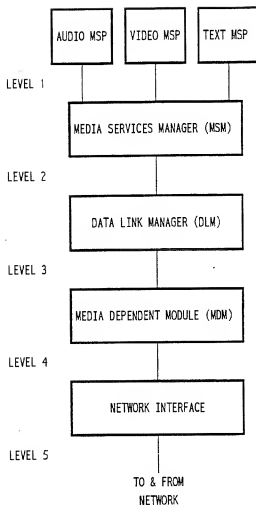 AUDIO MSP VIDEO MSP TEXT MSP
LEVEL 1
MEDIA SERVICES MANAGER (MSM)
LEVEL 2
DATA LINK MANAGER (DLM)
LEVEL 3
MEDIA DEPENDENT MODULE (MDM)
LEVEL 4
NETWORK INTERFACE
LEVEL 5
TO & FROM
NETWORK